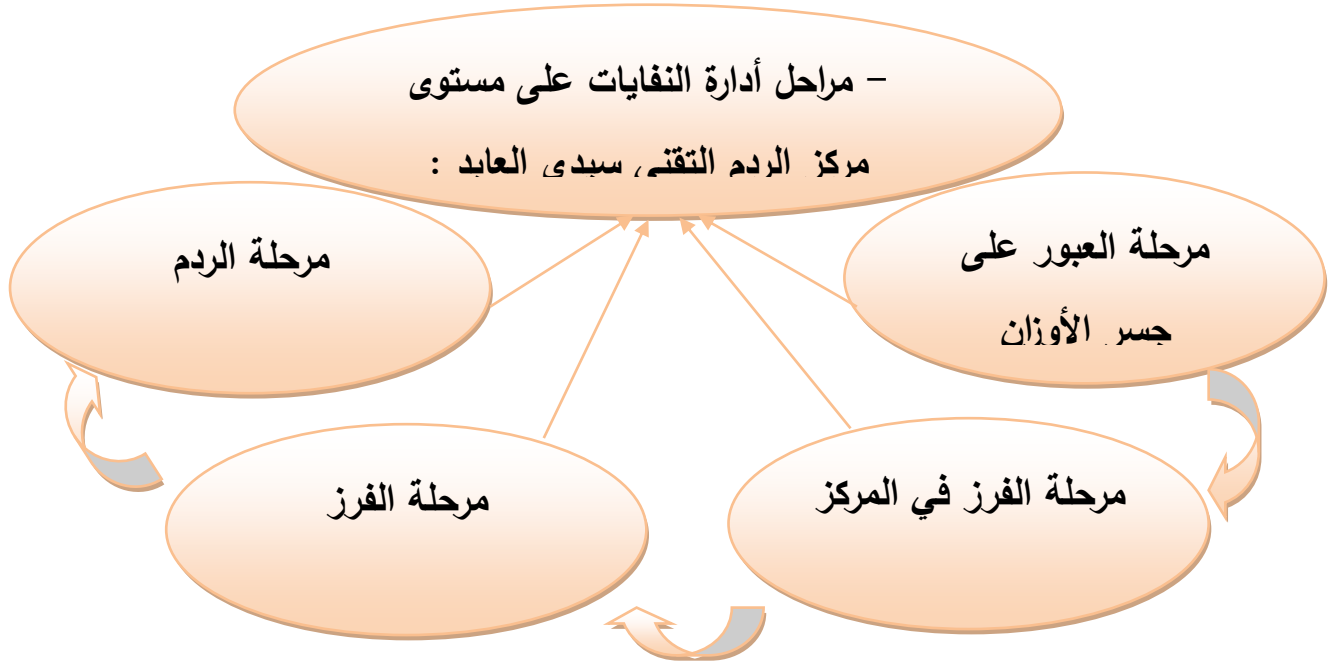 - مراحل أدارة النفايات على مستوى
مركز الردم التقني سيدي العابد :
مرحلة العبور على
جسر الأوزان
مرحلة الردم
مرحلة الفرز في المركز
مرحلة الفرز